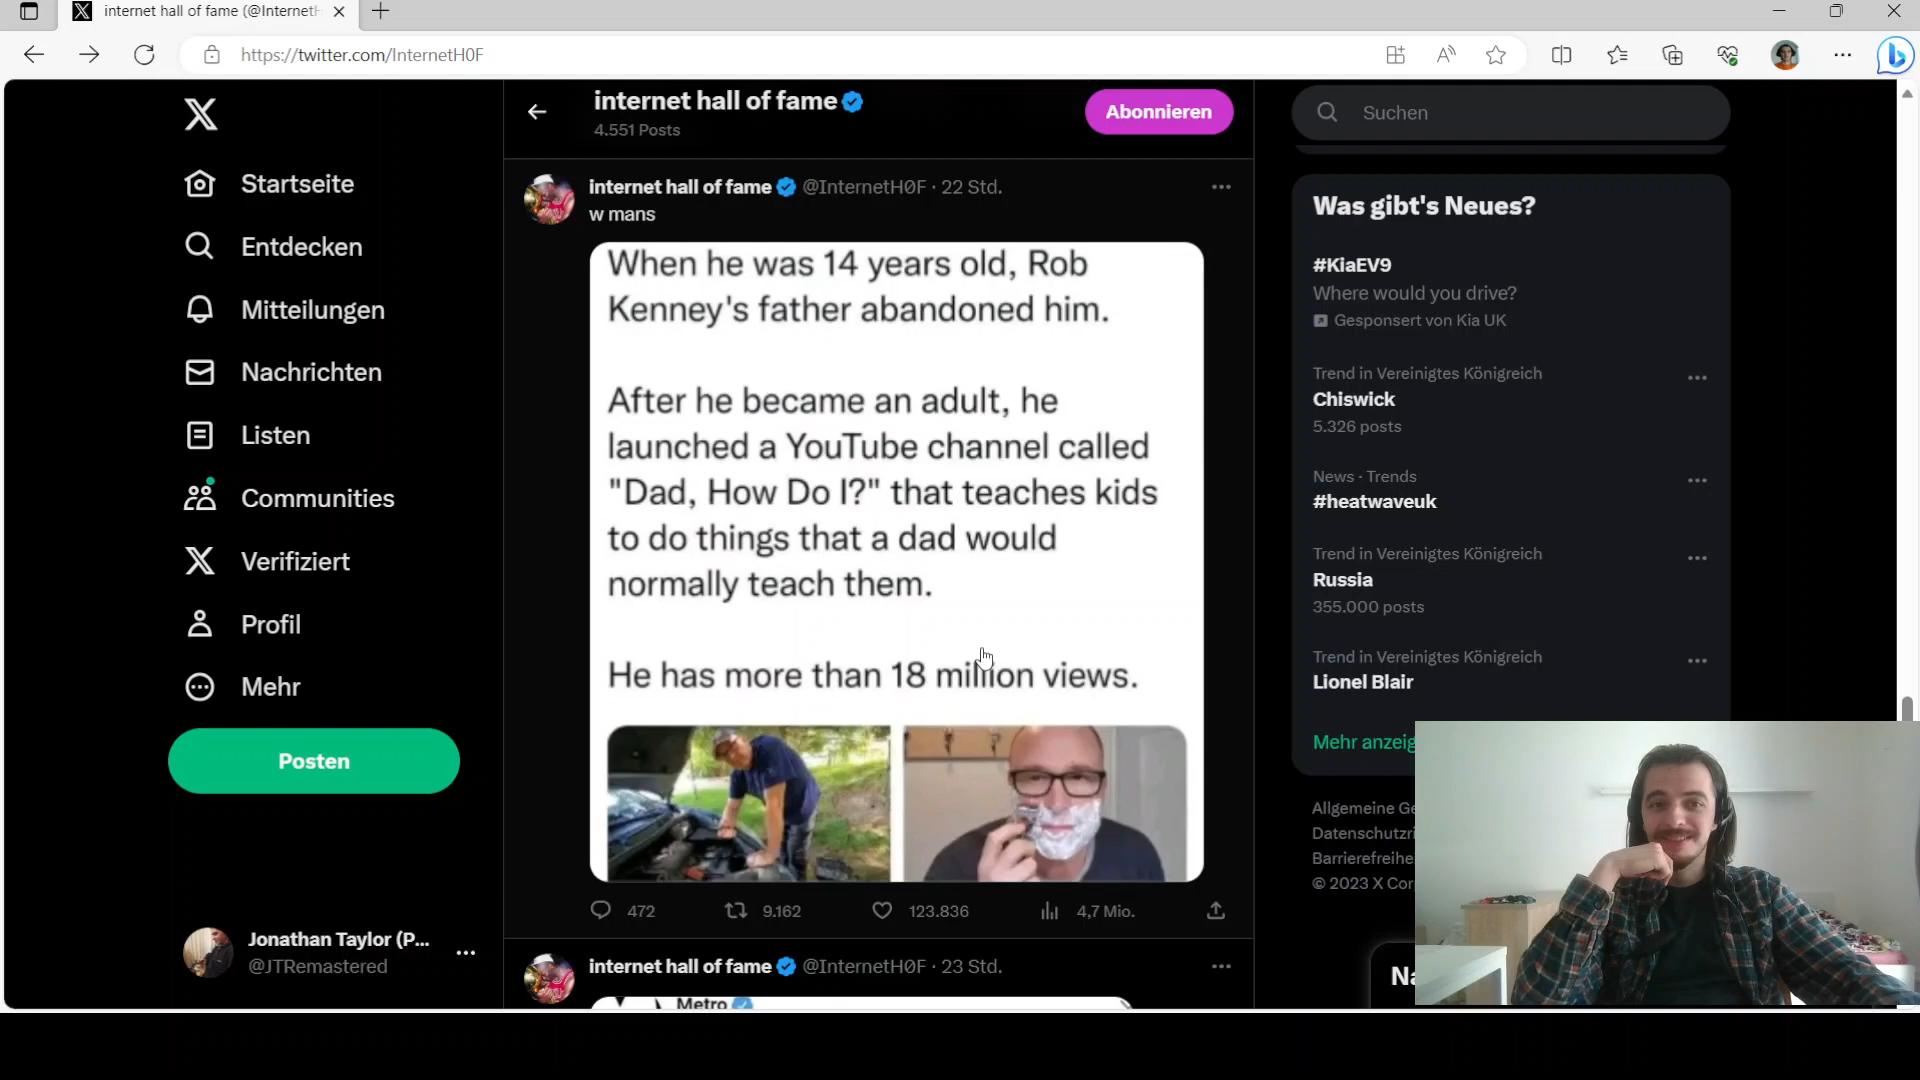 internet hall of fame (@InternetH
https://twitter.com/InternetH0F
Startseite
Entdecken
Mitteilungen
Nachrichten
Listen
Communities
Verifiziert
Profil
Mehr
Posten
Jonathan Taylor (P...
@JTRemastered
internet hall of fame
4.551 Posts
Abonnieren
internet hall of fame @InternetH0F · 22 Std.
w mans
When he was 14 years old, Rob
Kenney's father abandoned him.
After he became an adult, he
launched a YouTube channel called
"Dad, How Do I?" that teaches kids
to do things that a dad would
normally teach them.
He has more than 18 million views.
472
9.162
123.836
4,7 Mio.
internet hall of fame @InternetH0F · 23 Std.
Metro
Suchen
Was gibt's Neues?
#KiaEV9
Where would you drive?
Gesponsert von Kia UK
Trend in Vereinigtes Königreich
Chiswick
5.326 posts
News · Trends
#heatwaveuk
Trend in Vereinigtes Königreich
Russia
355.000 posts
Trend in Vereinigtes Königreich
Lionel Blair
Mehr anzeig
Allgemeine Ge
Datenschutzri
Barrierefreihe
© 2023 X Cor
Na